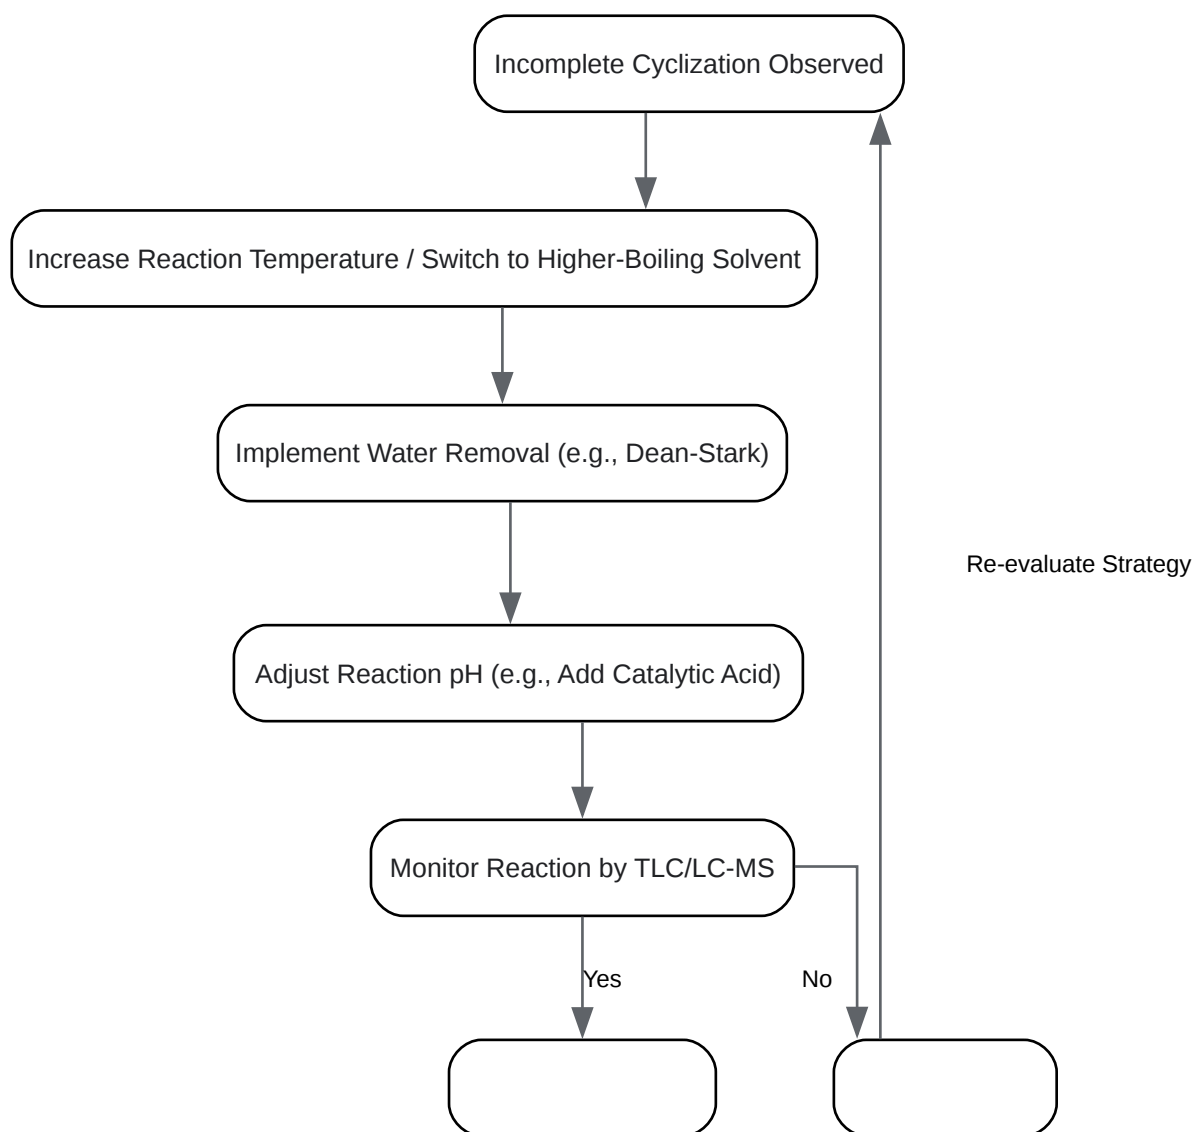 Incomplete Cyclization Observed
Increase Reaction Temperature / Switch to Higher-Boiling Solvent
Implement Water Removal (e.g., Dean-Stark)
Re-evaluate Strategy
Adjust Reaction pH (e.g., Add Catalytic Acid)
Monitor Reaction by TLC/LC-MS
Yes
No